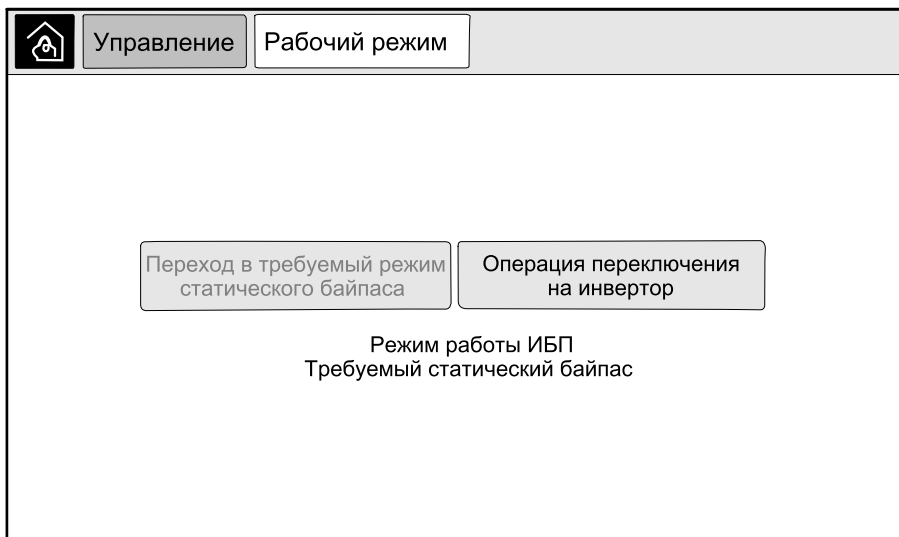 Управление
Рабочий режим
Переход в требуемый режим
статического байпаса
Операция переключения
на инвертор
Режим работы ИБП
Требуемый статический байпас